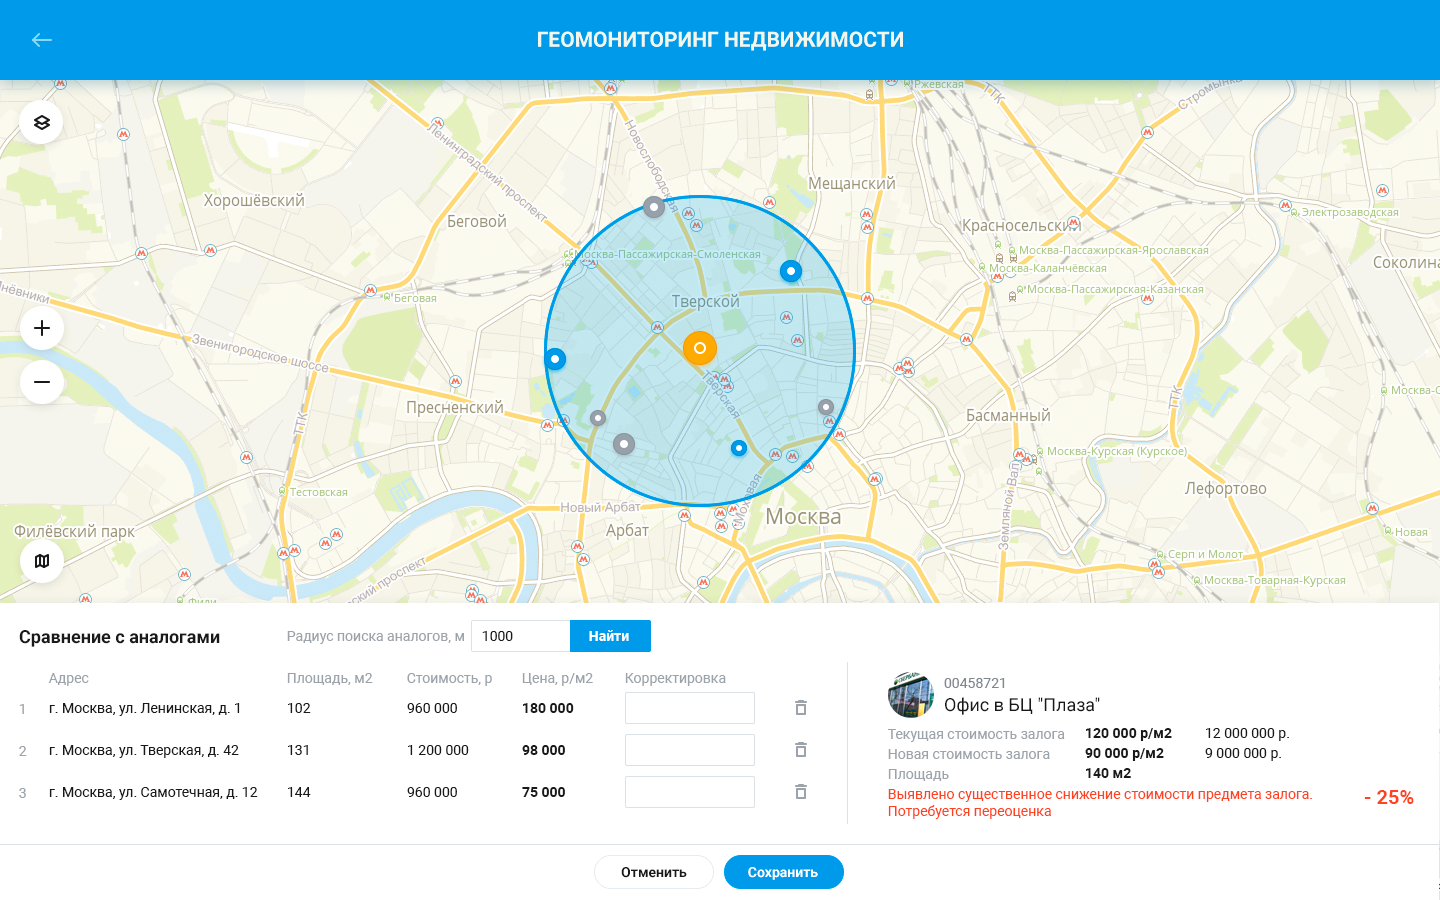 ГЕОМОНИТОРИНГ НЕДВИЖИМОСТИ
Ржевская
ТТК
Стромынка
Ленинградский проспект
Новослободская
Мещанский
Хорошёвский
Беговой
Электрозаводская
Красносельский
Москва-Пассажирская-Смоленская
Москва-Пассажирская-Ярославская
Москва-Каланчёвская
Соколина
Москва-Пассажирская-Казанская
Беговая
Тверской
Звенигородское шоссе
ТТК
Тверская
Пресненский
Басманный
ТТК
Москва-Курская (Курское)
Лефортово
Тестовская
Земляной Вал
Новый Арбат
Моховая
Москва
Арбат
Филёвский парк
Новая
Серп и Молот
Москва-Товарная-Курская
Фили
Сравнение с аналогами
Радиус поиска аналогов, м 1000 Найти
Адрес Площадь, м2 Стоимость, р Цена, р/м2 Корректировка
1 г. Москва, ул. Ленинская, д. 1 102 960 000 180 000
2 г. Москва, ул. Тверская, д. 42 131 1 200 000 98 000
3 г. Москва, ул. Самотечная, д. 12 144 960 000 75 000
00458721
Офис в БЦ "Плаза"
Текущая стоимость залога 120 000 р/м2 12 000 000 р.
Новая стоимость залога 90 000 р/м2 9 000 000 р.
Площадь 140 м2
Выявлено существенное снижение стоимости предмета залога.
Потребуется переоценка
- 25%
Отменить Сохранить